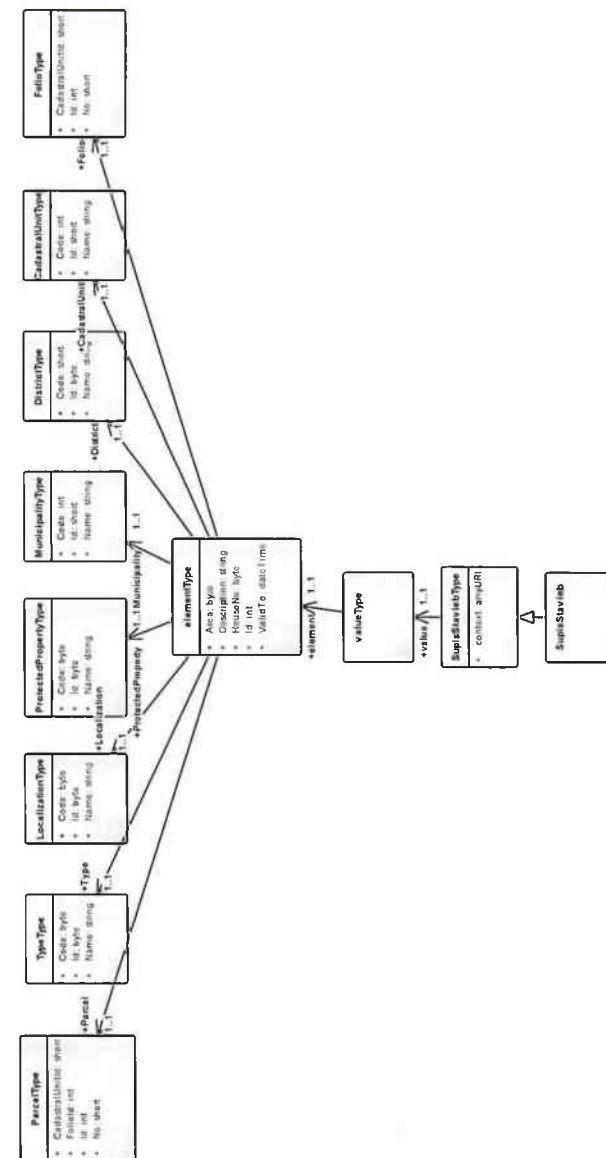 ParcelType
+ CadastralUnitId: short
+ FolioId: int
+ Id: int
+ No: short
TypeType
+ Code: byte
+ Id: byte
+ Name: string
LocalizationType
+ Code: byte
+ Id: byte
+ Name: string
ProtectedPropertyType
+ Code: byte
+ Id: byte
+ Name: string
MunicipalityType
+ Code: int
+ Id: short
+ Name: string
DistrictType
+ Code: short
+ Id: byte
+ Name: string
CadastralUnitType
+ Code: int
+ Id: short
+ Name: string
FolioType
+ CadastralUnitId: short
+ Id: int
+ No: short
+Parcel
1..1
+Type
1..1
+Localization
1..1
+ProtectedProperty
1..1
+Municipality
1..1
+District
1..1
+CadastralUnit
1..1
+Folio
1..1
elementType
+ Area: byte
+ Description: string
+ HouseNo: byte
+ Id: int
+ ValidTo: dateTime
+element
1..1
valueType
+value
1..1
SupisStaviebType
+ context: anyURI
SupisStavieb